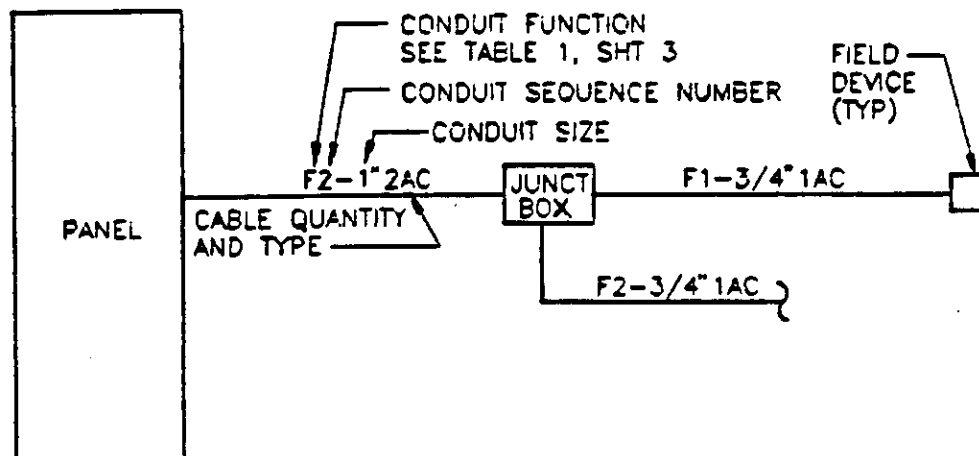 CONDUIT FUNCTION
SEE TABLE 1, SHT 3
CONDUIT SEQUENCE NUMBER
CONDUIT SIZE
FIELD
DEVICE
(TYP)
F2-1" 2AC
JUNCT
BOX
F1-3/4" 1AC
PANEL
CABLE QUANTITY
AND TYPE
F2-3/4" 1AC